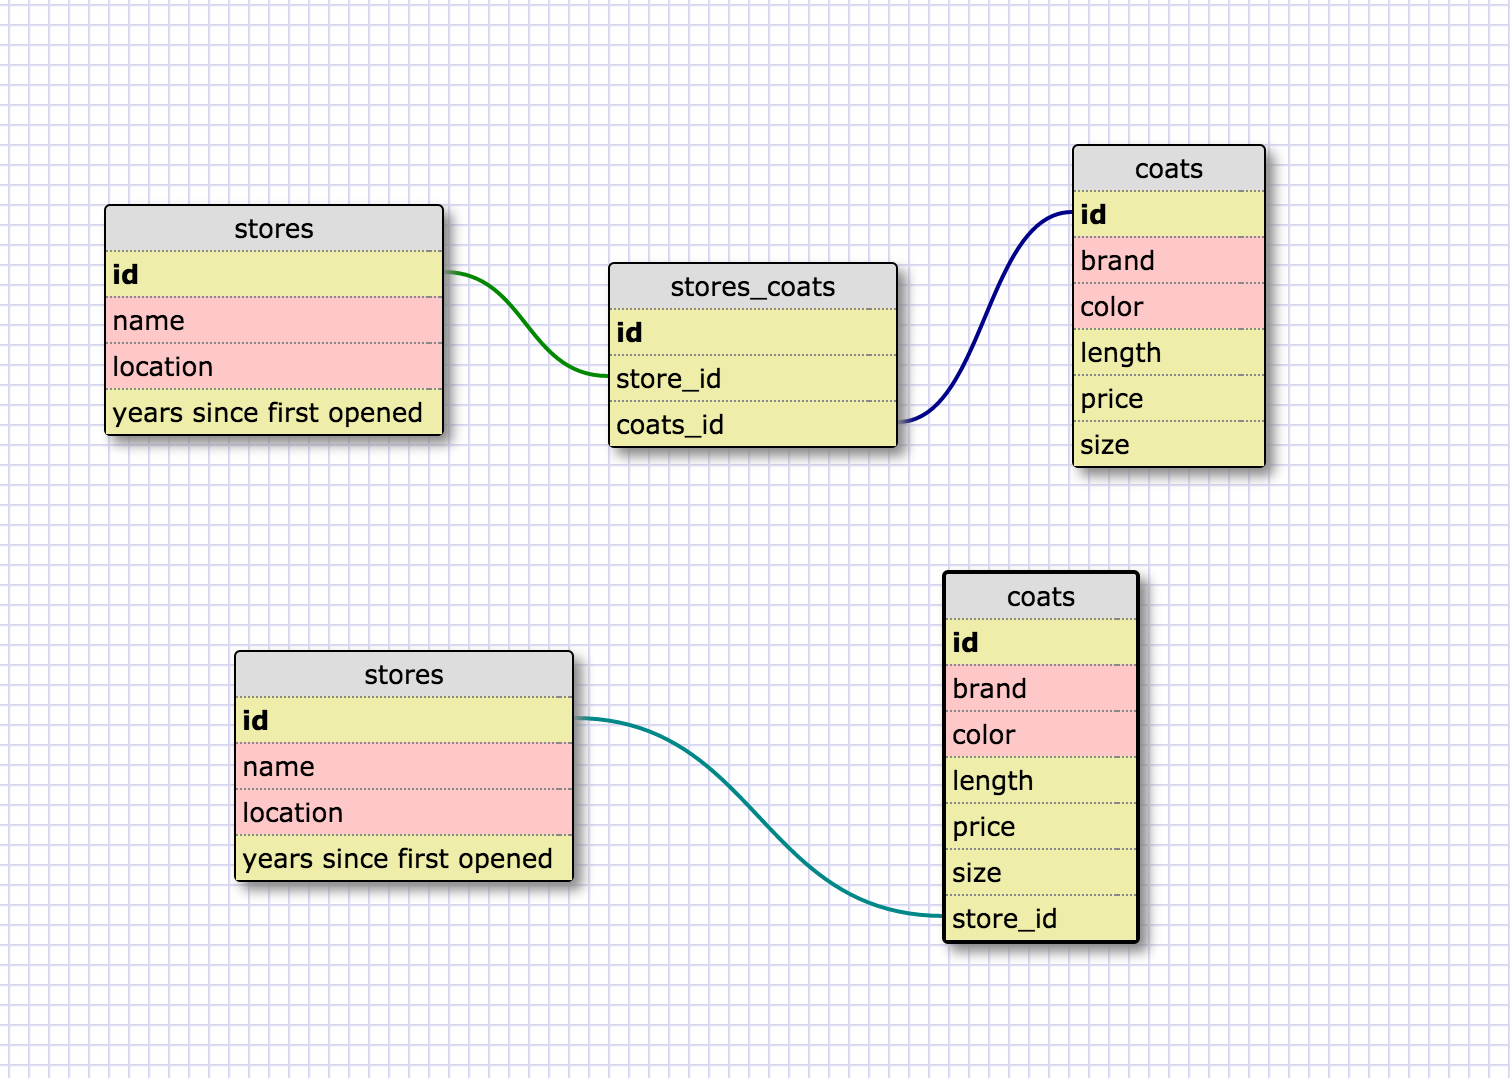 stores
id
name
location
years since first opened
stores_coats
id
store_id
coats_id
coats
id
brand
color
length
price
size
stores
id
name
location
years since first opened
coats
id
brand
color
length
price
size
store_id